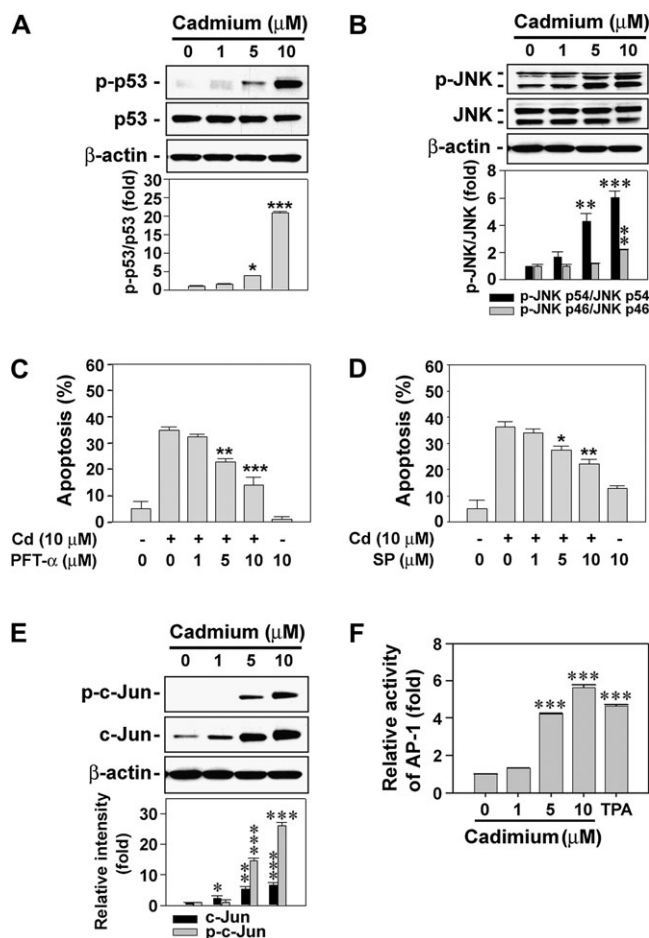 A
Cadmium (μM)
0 1 5 10
p-p53 -
p53 -
β-actin -
p-p53/p53 (fold)
30
25
20
15
10
5
0
*
***
B
Cadmium (μM)
0 1 5 10
p-JNK
JNK
β-actin -
p-JNK/JNK (fold)
8
6
4
2
0
**
***
**
p-JNK p54/JNK p54
p-JNK p46/JNK p46
C
Apoptosis (%)
60
50
40
30
20
10
0
**
***
Cd (10 μM) - + + + + -
PFT-α (μM) 0 0 1 5 10 10
D
Apoptosis (%)
60
50
40
30
20
10
0
*
**
Cd (10 μM) - + + + + -
SP (μM) 0 0 1 5 10 10
E
Cadmium (μM)
0 1 5 10
p-c-Jun-
c-Jun-
β-actin-
Relative intensity
(fold)
30
20
10
0
*
**
***
***
***
c-Jun
p-c-Jun
F
Relative activity
of AP-1 (fold)
8
6
4
2
0
***
***
***
0 1 5 10 TPA
Cadimium (μM)